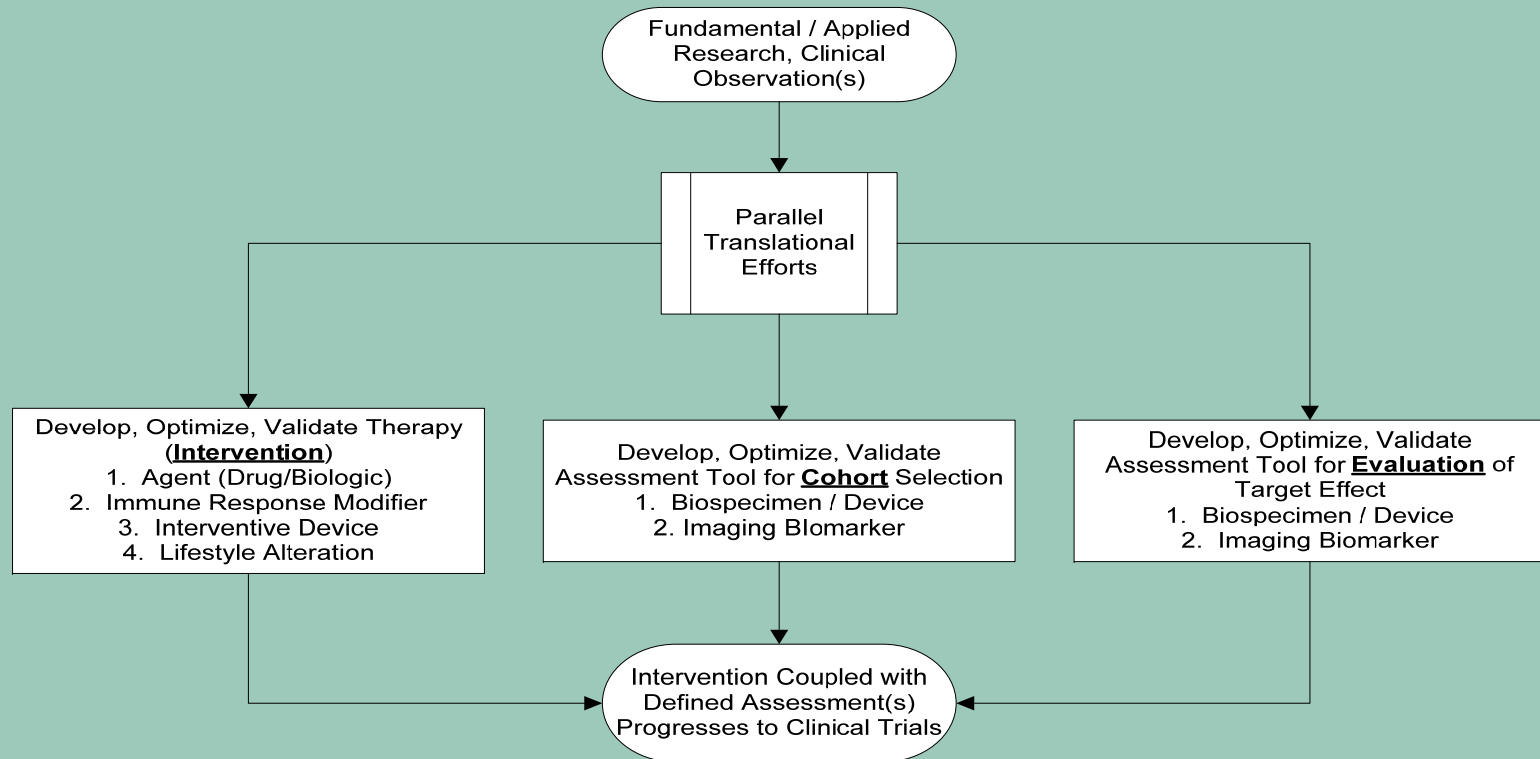 Fundamental / Applied
Research, Clinical
Observation(s)
Parallel
Translational
Efforts
Develop, Optimize, Validate Therapy
(Intervention)
1. Agent (Drug/Biologic)
2. Immune Response Modifier
3. Interventive Device
4. Lifestyle Alteration
Develop, Optimize, Validate
Assessment Tool for Cohort Selection
1. Biospecimen / Device
2. Imaging BIomarker
Develop, Optimize, Validate
Assessment Tool for Evaluation of
Target Effect
1. Biospecimen / Device
2. Imaging Biomarker
Intervention Coupled with
Defined Assessment(s)
Progresses to Clinical Trials